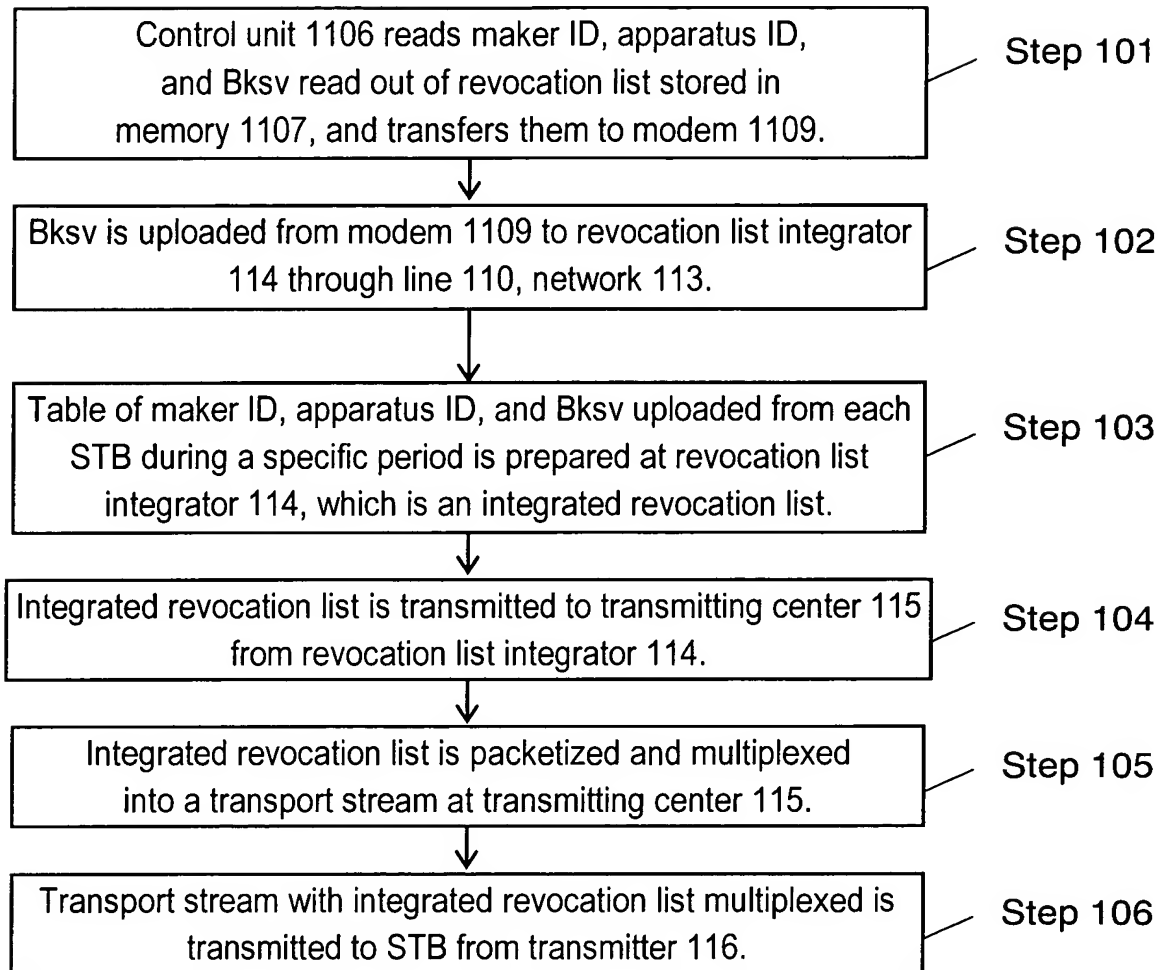 Control unit 1106 reads maker ID, apparatus ID,
and Bksv read out of revocation list stored in
memory 1107, and transfers them to modem 1109.
Step 101
Bksv is uploaded from modem 1109 to revocation list integrator
114 through line 110, network 113.
Step 102
Table of maker ID, apparatus ID, and Bksv uploaded from each
STB during a specific period is prepared at revocation list
integrator 114, which is an integrated revocation list.
Step 103
Integrated revocation list is transmitted to transmitting center 115
from revocation list integrator 114.
Step 104
Integrated revocation list is packetized and multiplexed
into a transport stream at transmitting center 115.
Step 105
Transport stream with integrated revocation list multiplexed is
transmitted to STB from transmitter 116.
Step 106